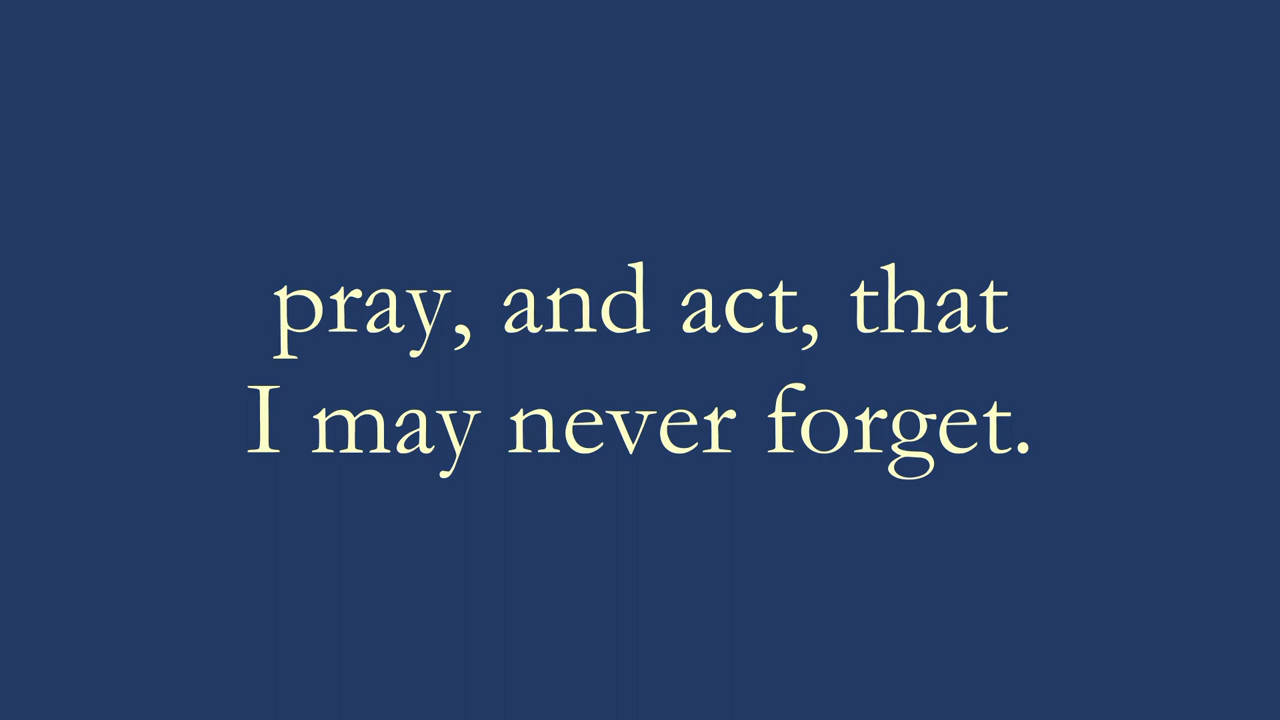 pray, and act, that
I may never forget.